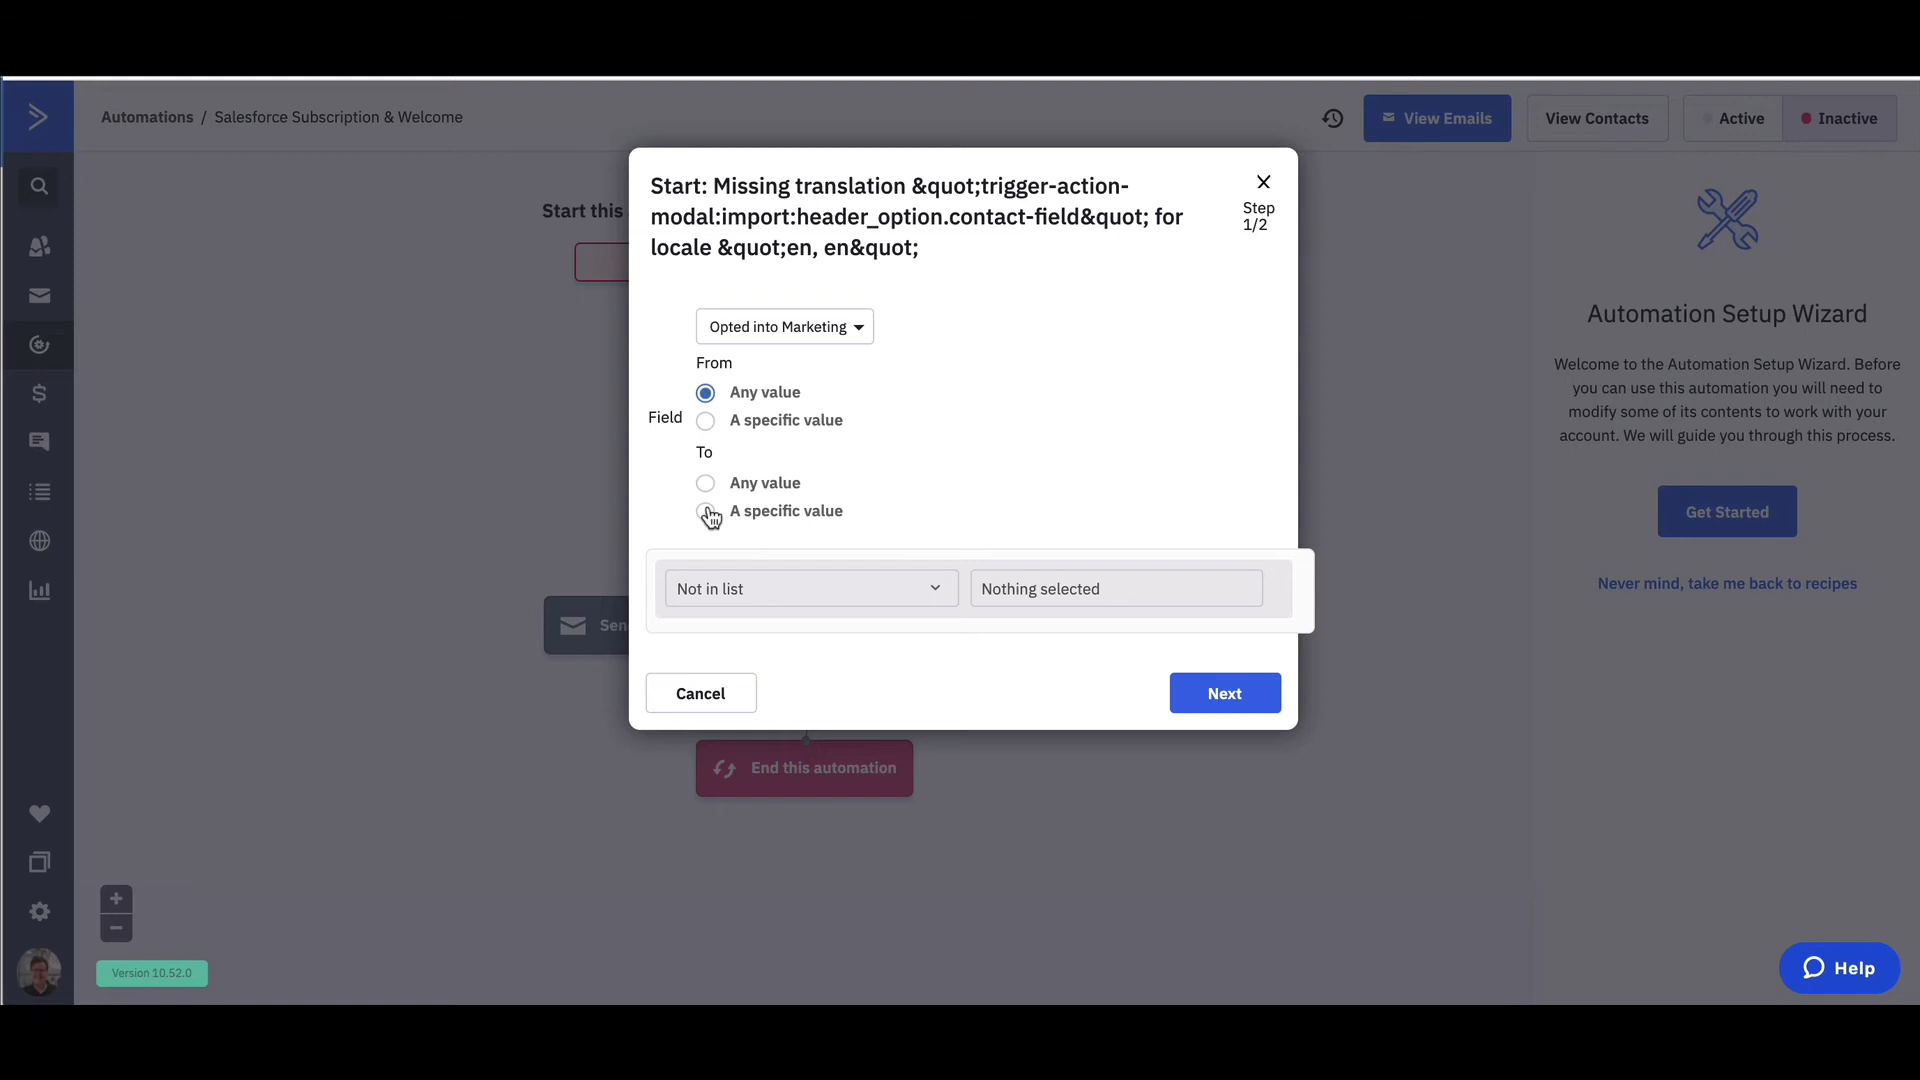 Automations / Salesforce Subscription & Welcome
View Emails
View Contacts
Active
Inactive
Start this
Start: Missing translation &quot;trigger-action-
modal:import:header_option.contact-field&quot; for
locale &quot;en, en&quot;
Step
1/2
Opted into Marketing
From
Any value
Field
A specific value
To
Any value
A specific value
Not in list
Nothing selected
Cancel
Next
Sen
End this automation
Automation Setup Wizard
Welcome to the Automation Setup Wizard. Before
you can use this automation you will need to
modify some of its contents to work with your
account. We will guide you through this process.
Get Started
Never mind, take me back to recipes
+
−
Version 10.52.0
Help